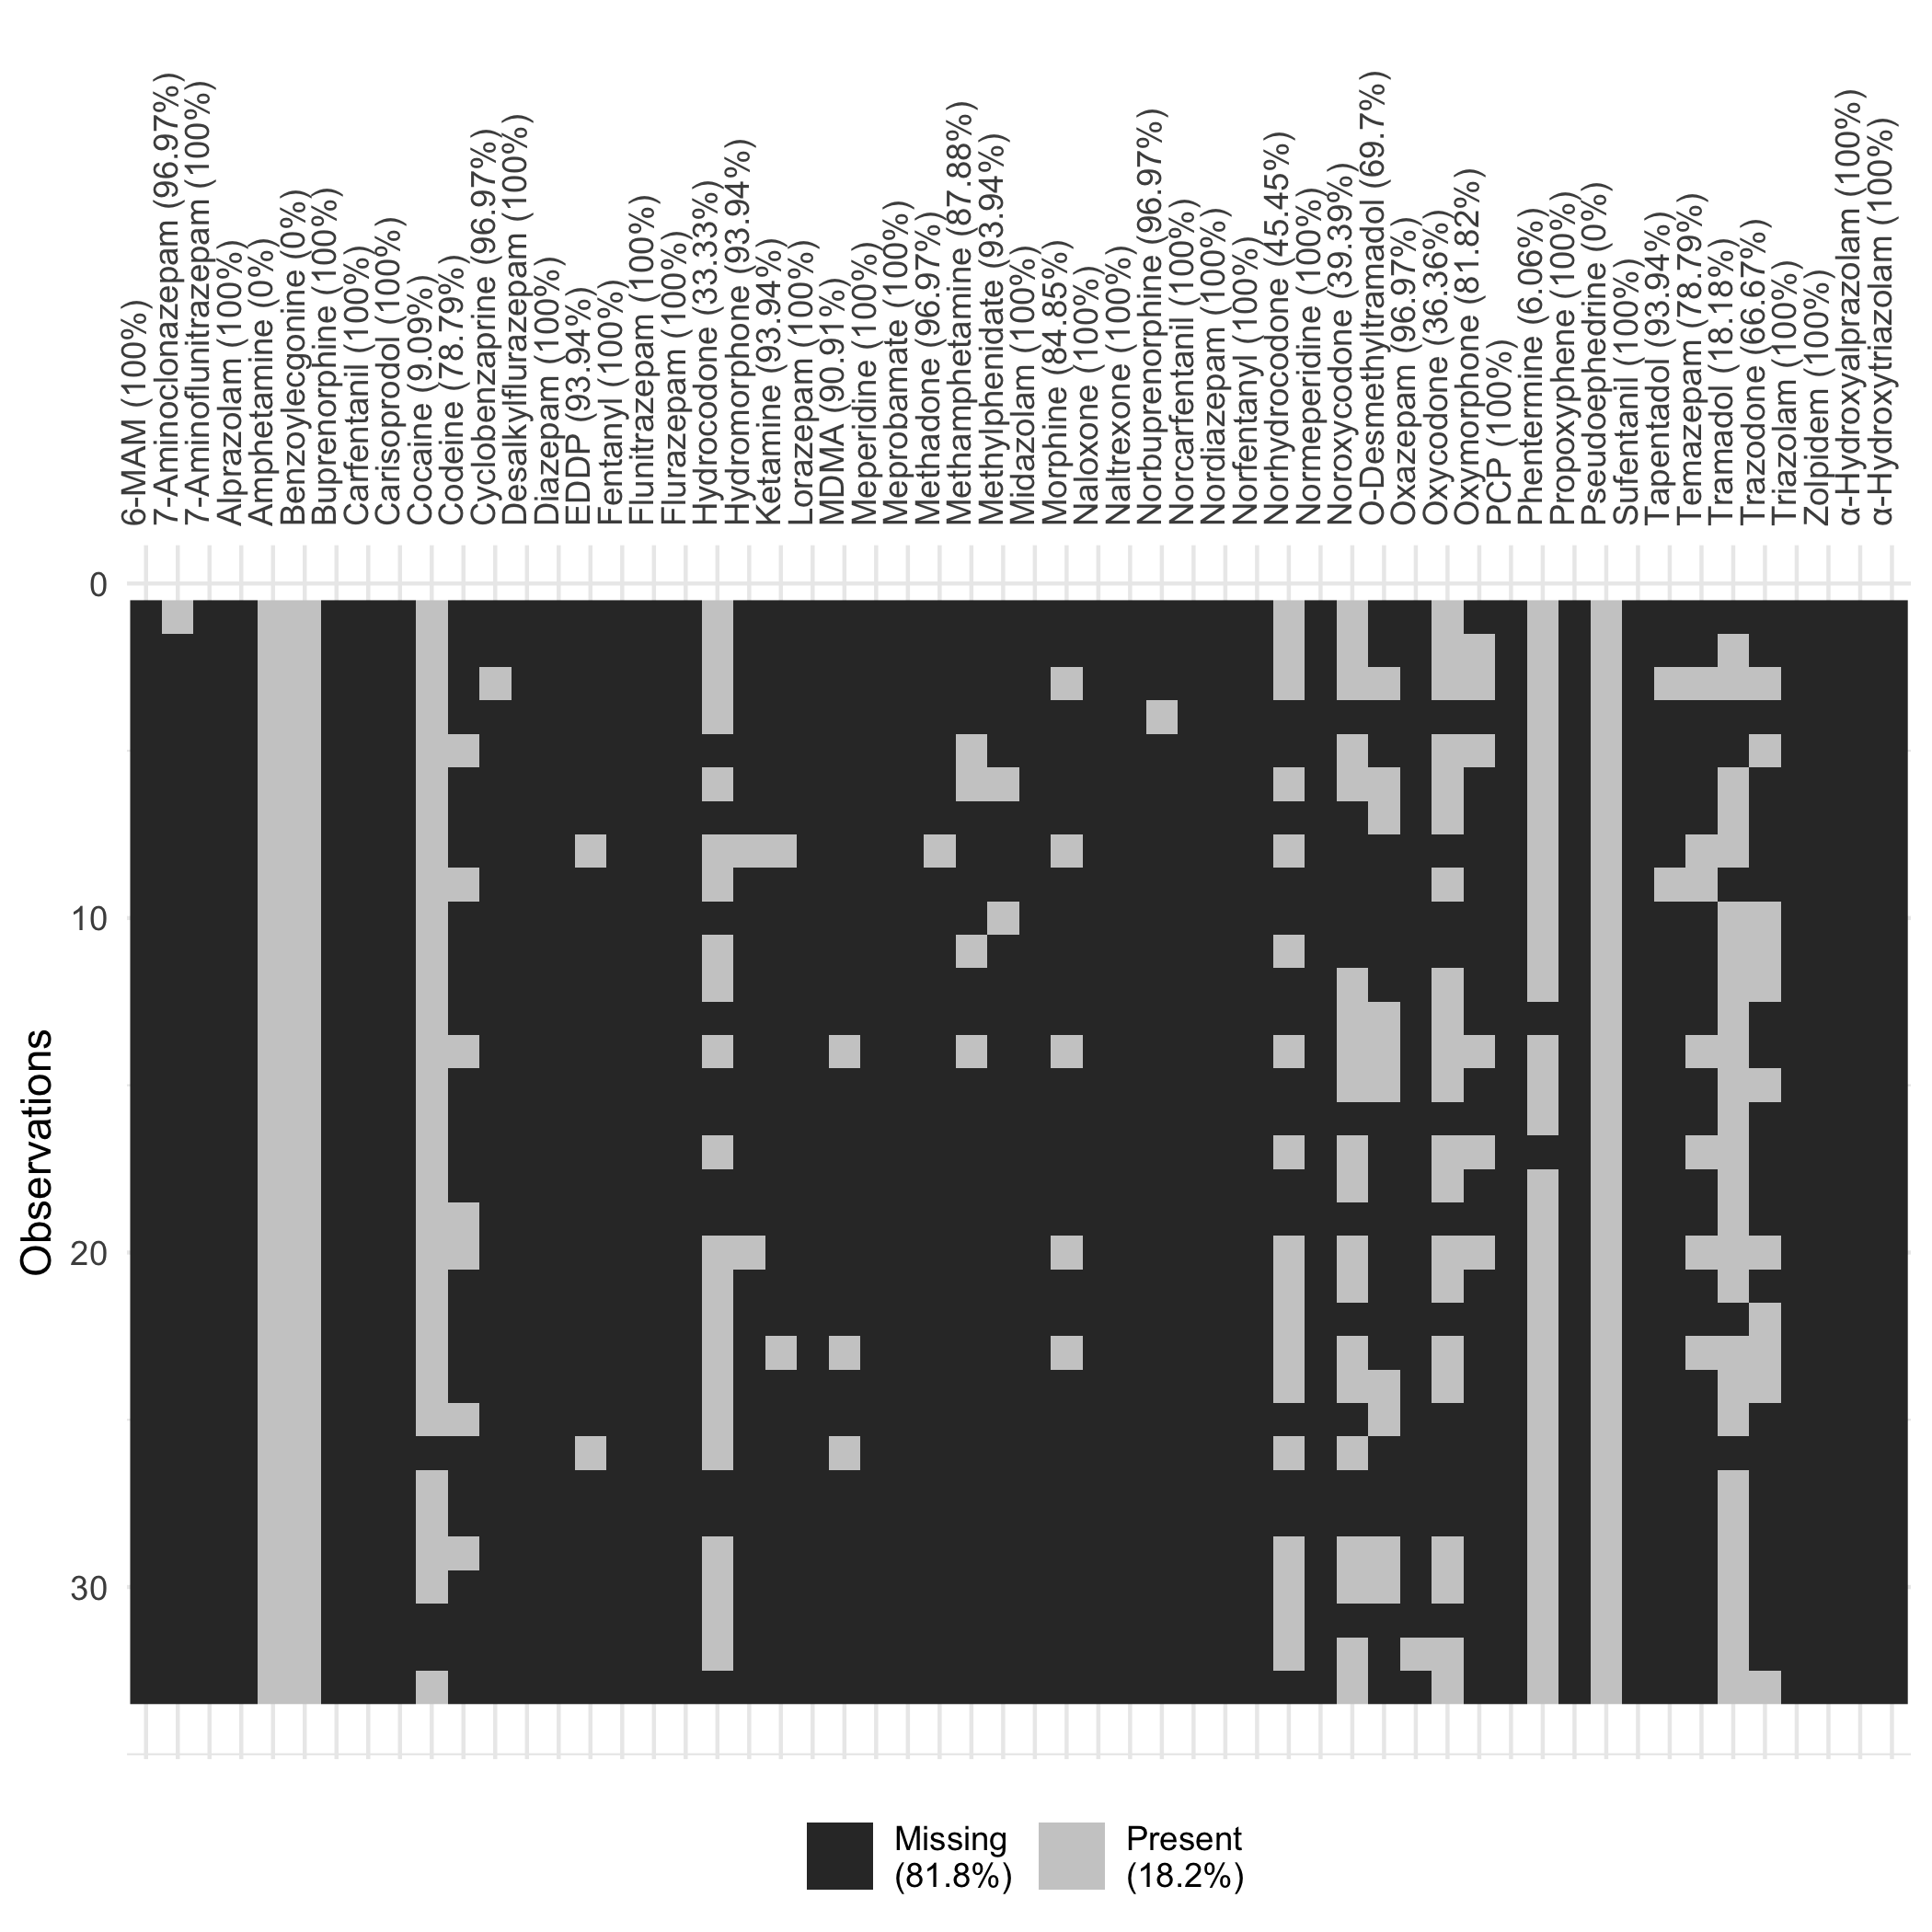 6-MAM (100%)
7-Aminoclonazepam (96.97%)
7-Aminoflunitrazepam (100%)
Alprazolam (100%)
Amphetamine (0%)
Benzoylecgonine (0%)
Buprenorphine (100%)
Carfentanil (100%)
Carisoprodol (100%)
Cocaine (9.09%)
Codeine (78.79%)
Cyclobenzaprine (96.97%)
Desalkylflurazepam (100%)
Diazepam (100%)
EDDP (93.94%)
Fentanyl (100%)
Flunitrazepam (100%)
Flurazepam (100%)
Hydrocodone (33.33%)
Hydromorphone (93.94%)
Ketamine (93.94%)
Lorazepam (100%)
MDMA (90.91%)
Meperidine (100%)
Meprobamate (100%)
Methadone (96.97%)
Methamphetamine (87.88%)
Methylphenidate (93.94%)
Midazolam (100%)
Morphine (84.85%)
Naloxone (100%)
Naltrexone (100%)
Norbuprenorphine (96.97%)
Norcarfentanil (100%)
Nordiazepam (100%)
Norfentanyl (100%)
Norhydrocodone (45.45%)
Normeperidine (100%)
Noroxycodone (39.39%)
O-Desmethyltramadol (69.7%)
Oxazepam (96.97%)
Oxycodone (36.36%)
Oxymorphone (81.82%)
PCP (100%)
Phentermine (6.06%)
Propoxyphene (100%)
Pseudoephedrine (0%)
Sufentanil (100%)
Tapentadol (93.94%)
Temazepam (78.79%)
Tramadol (18.18%)
Trazodone (66.67%)
Triazolam (100%)
Zolpidem (100%)
α-Hydroxyalprazolam (100%)
α-Hydroxytriazolam (100%)
0
10
20
30
Observations
Missing
(81.8%)
Present
(18.2%)